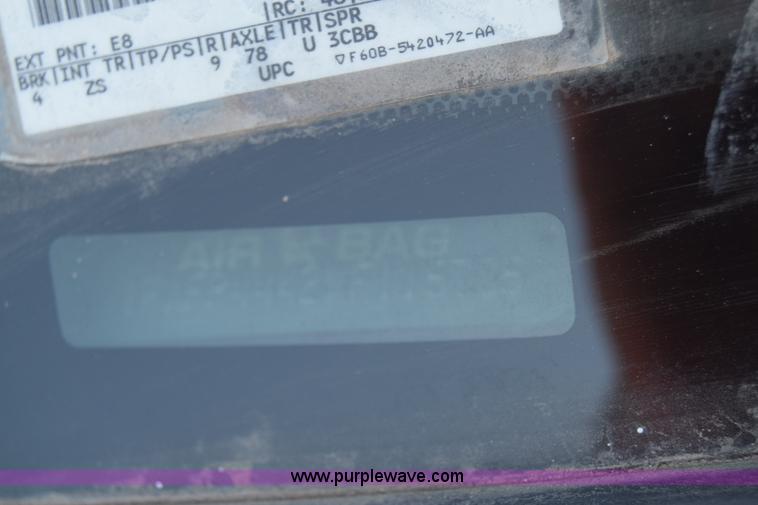 EXT PNT: E8
BRK|INT TR|TP/PS|R|AXLE|TR|SPR
4 ZS 9 78 U 3CBB
UPC ▽F60B-5420472-AA
AIR BAG
www.purplewave.com